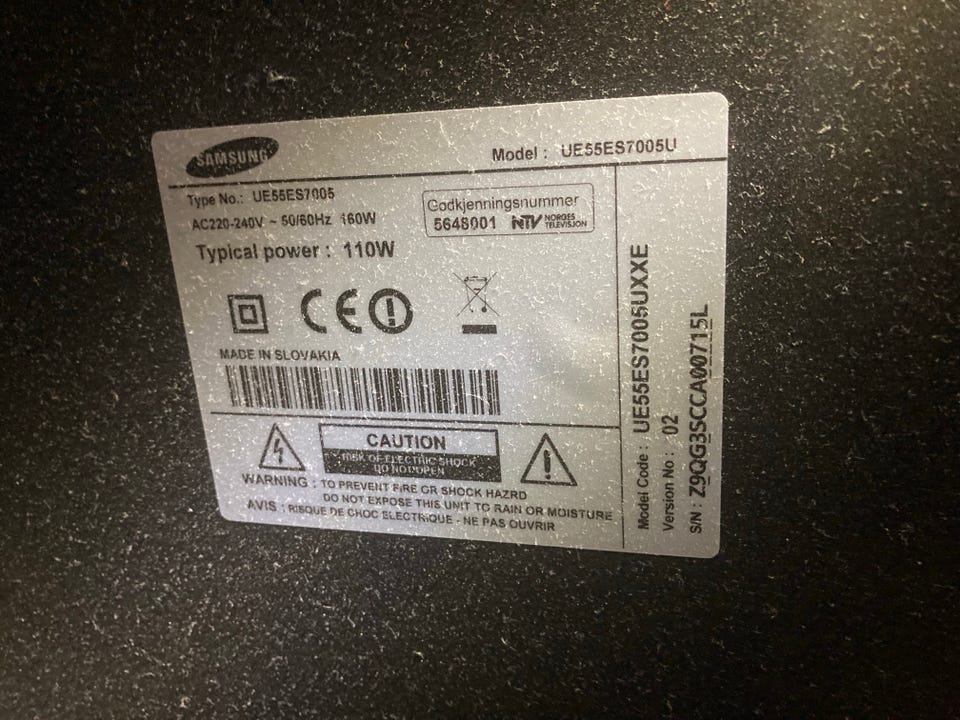 SAMSUNG
Model : UE55ES7005U
Type No.: UE55ES7005
AC220-240V ~ 50/60Hz 160W
Typical power : 110W
Godkjenningsnummer
5648001 NTV NORGES TELEVISJON
CE
MADE IN SLOVAKIA
CAUTION
RISK OF ELECTRIC SHOCK
DO NOT OPEN
WARNING : TO PREVENT FIRE OR SHOCK HAZRD
DO NOT EXPOSE THIS UNIT TO RAIN OR MOISTURE
AVIS : RISQUE DE CHOC ELECTRIQUE - NE PAS OUVRIR
Model Code : UE55ES7005UXXE
Version No : 02
S/N : Z9QG3SCCA00715L